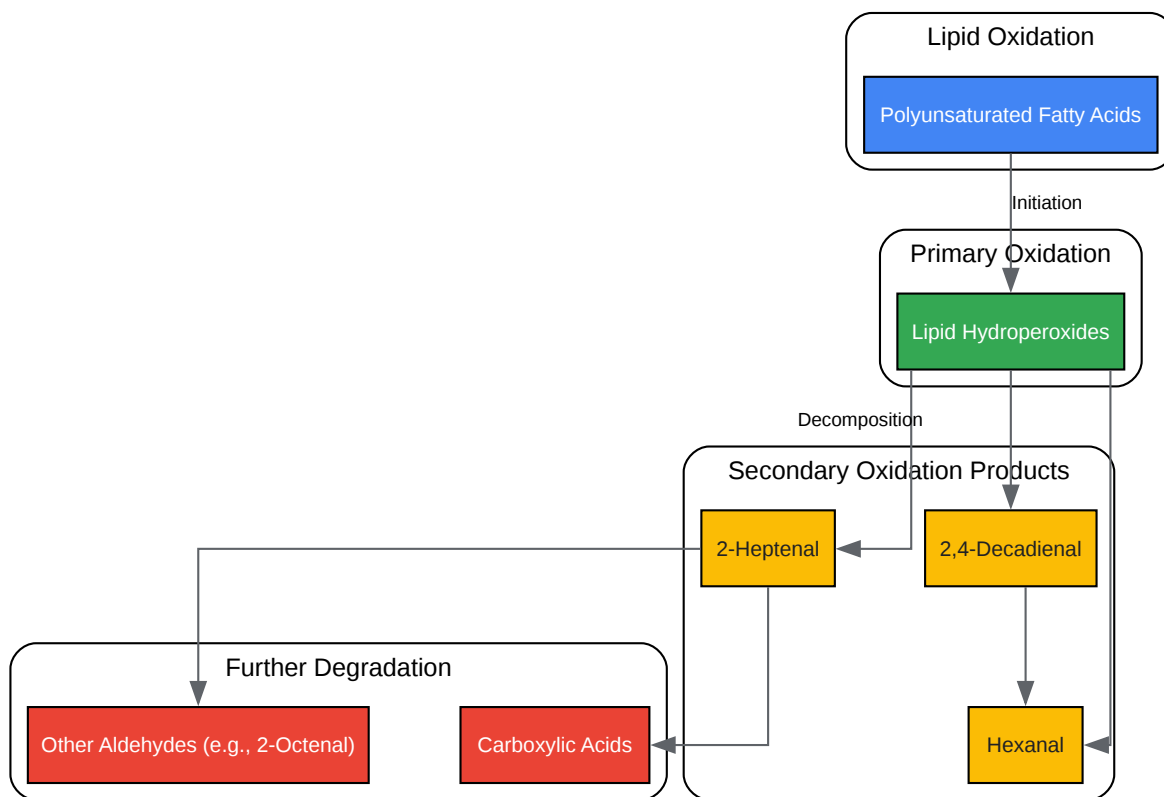 Lipid Oxidation
Polyunsaturated Fatty Acids
Initiation
Primary Oxidation
Lipid Hydroperoxides
Decomposition
Secondary Oxidation Products
2-Heptenal
2,4-Decadienal
Further Degradation
Other Aldehydes (e.g., 2-Octenal)
Carboxylic Acids
Hexanal